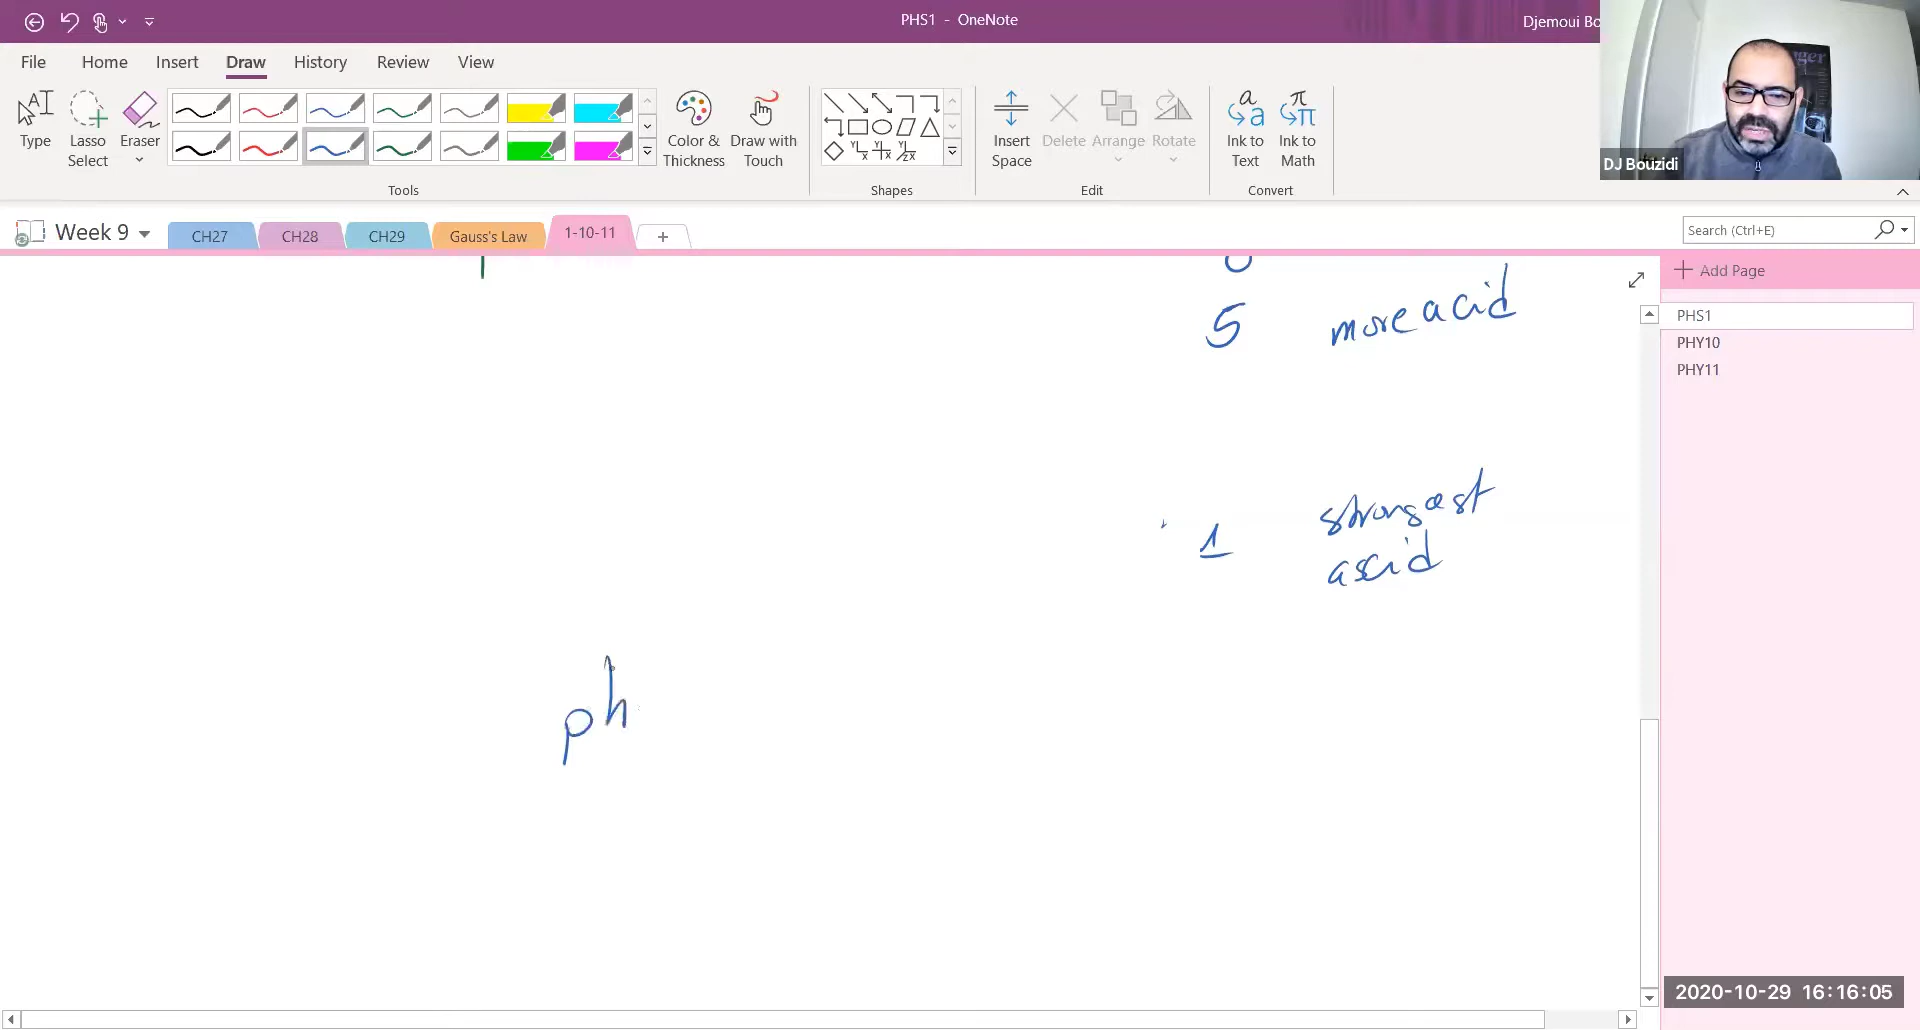 PHS1 - OneNote
Djemoui Bo
File Home Insert Draw History Review View
Type
Lasso Select
Eraser
Color & Thickness
Draw with Touch
Insert Space
Delete
Arrange
Rotate
Ink to Text
Ink to Math
Tools
Shapes
Edit
Convert
DJ Bouzidi
Week 9
CH27
CH28
CH29
Gauss's Law
1-10-11
Search (Ctrl+E)
Add Page
PHS1
PHY10
PHY11
5 more acid
1 strongest
ascid
ph
2020-10-29 16:16:05